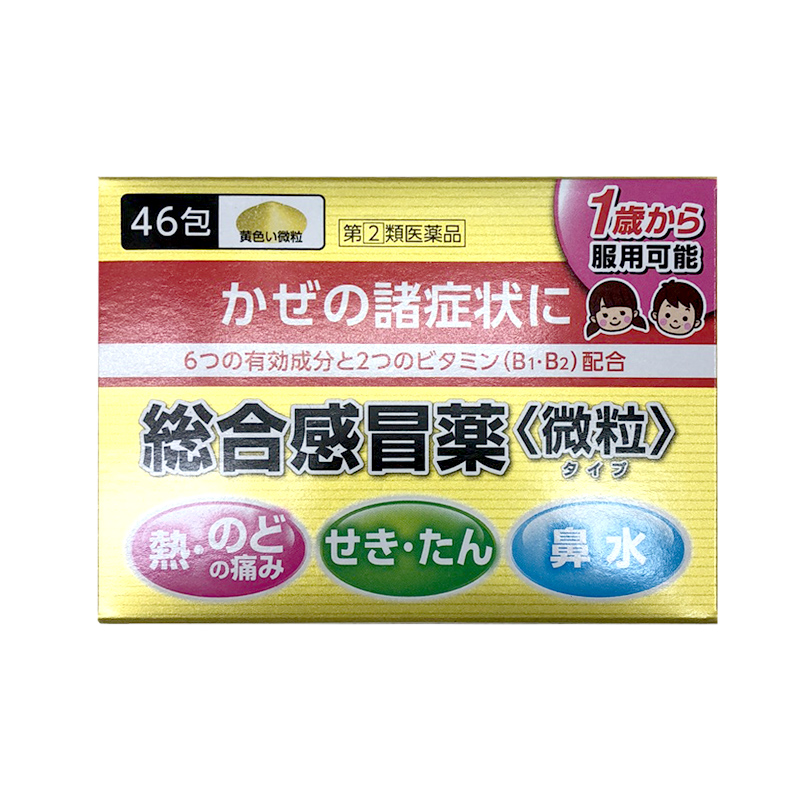 46包
黄色い微粒
第②類医薬品
1歳から
服用可能
かぜの諸症状に
6つの有効成分と2つのビタミン(B₁・B₂)配合
総合感冒薬〈微粒〉
タイプ
熱・のど
の痛み
せき・たん
鼻水